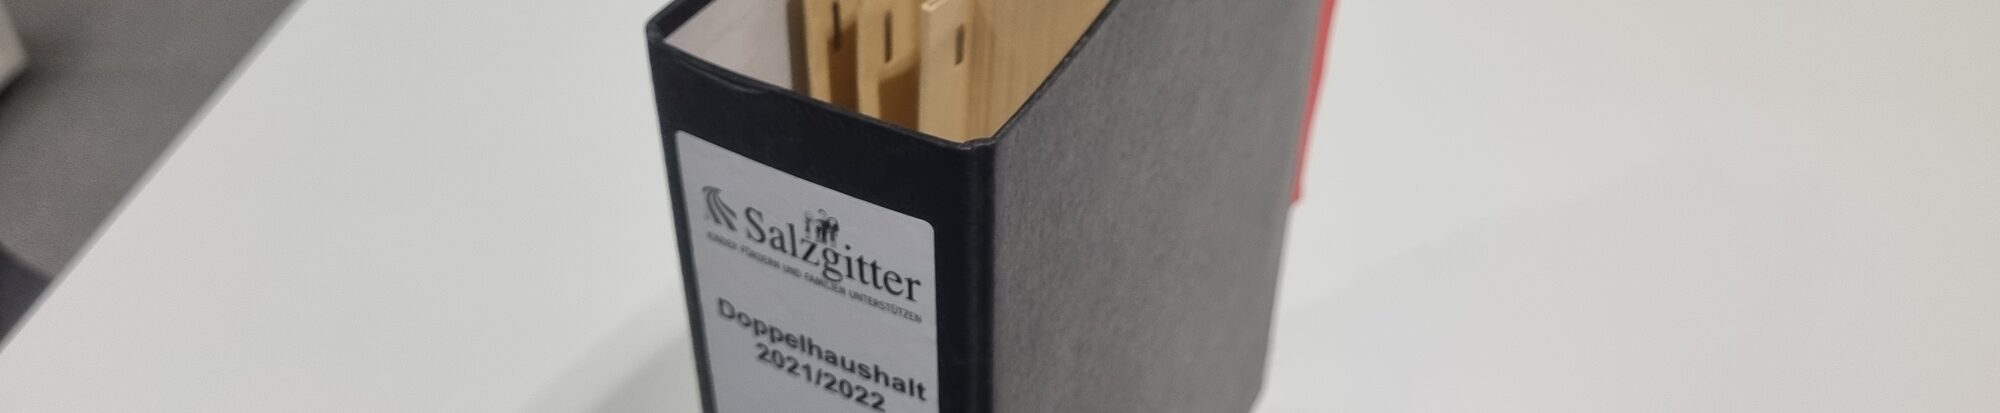 Salzgitter
KINDER FÖRDERN UND FAMILIEN UNTERSTÜTZEN
Doppelhaushalt
2021/2022